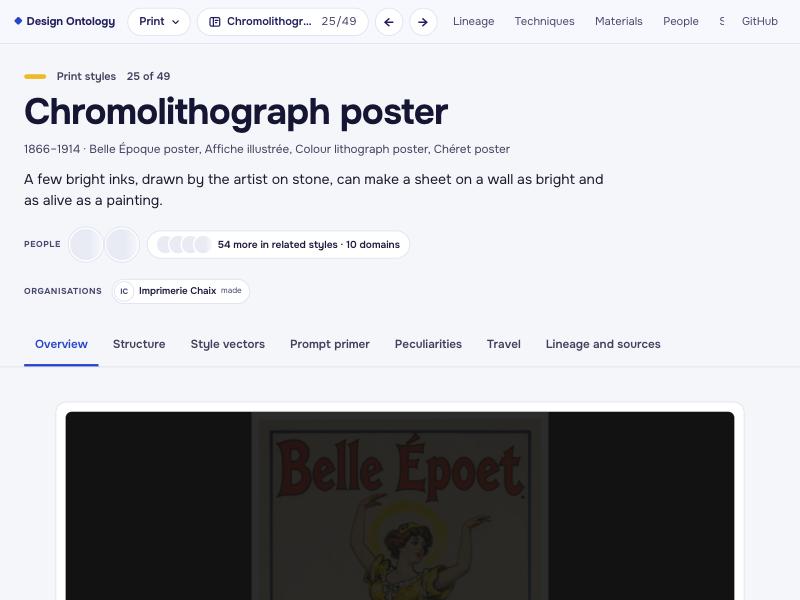 Design Ontology
Print
Chromolithogr... 25/49
Lineage
Techniques
Materials
People
GitHub
Print styles 25 of 49
Chromolithograph poster
1866–1914 · Belle Époque poster, Affiche illustrée, Colour lithograph poster, Chéret poster
A few bright inks, drawn by the artist on stone, can make a sheet on a wall as bright and
as alive as a painting.
PEOPLE
54 more in related styles · 10 domains
ORGANISATIONS
IC Imprimerie Chaix made
Overview
Structure
Style vectors
Prompt primer
Peculiarities
Travel
Lineage and sources
Belle Époet